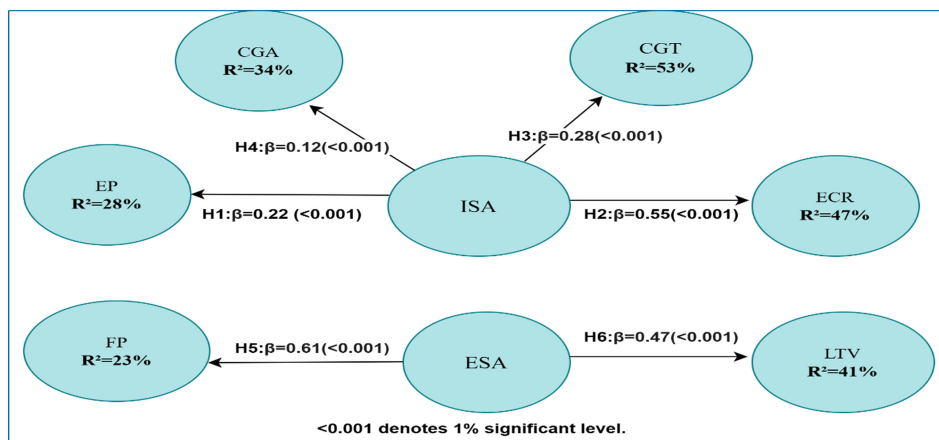 CGA
R²=34%
CGT
R²=53%
H4:β=0.12(<0.001)
H3:β=0.28(<0.001)
EP
R²=28%
H1:β=0.22 (<0.001)
ISA
H2:β=0.55(<0.001)
ECR
R²=47%
FP
R²=23%
H5:β=0.61(<0.001)
ESA
H6:β=0.47(<0.001)
LTV
R²=41%
<0.001 denotes 1% significant level.